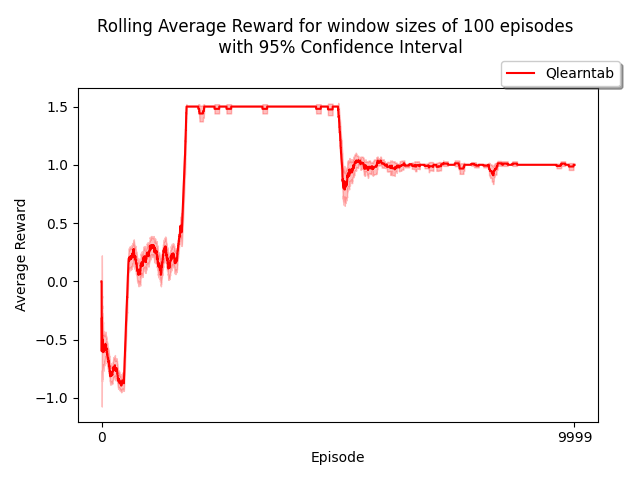 Rolling Average Reward for window sizes of 100 episodes
with 95% Confidence Interval
Qlearntab
1.5
1.0
0.5
0.0
−0.5
−1.0
Average Reward
0
9999
Episode